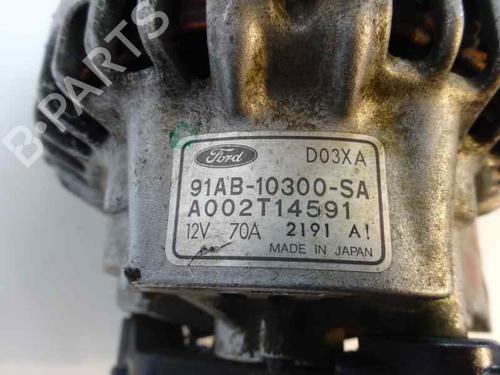 B-PARTS
Ford D03XA
91AB-10300-SA
A002T14591
12V 70A 2191 A!
MADE IN JAPAN